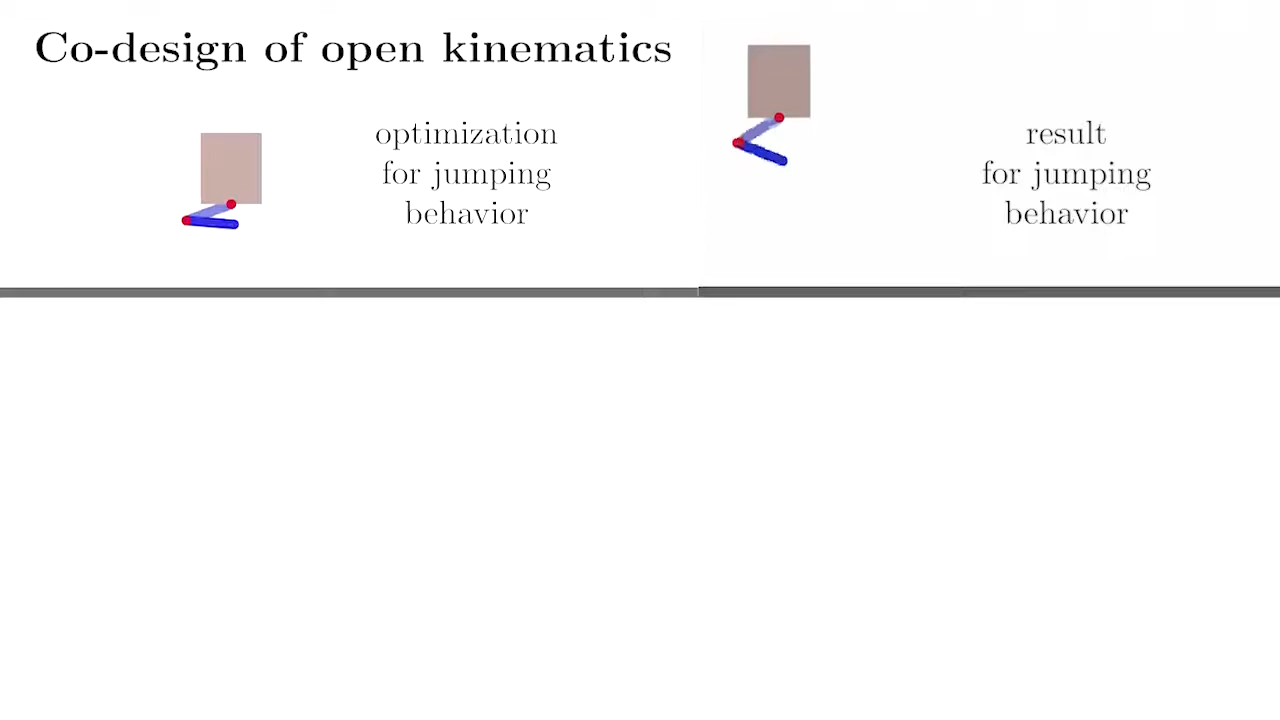 Co-design of open kinematics
optimization
for jumping
behavior
result
for jumping
behavior